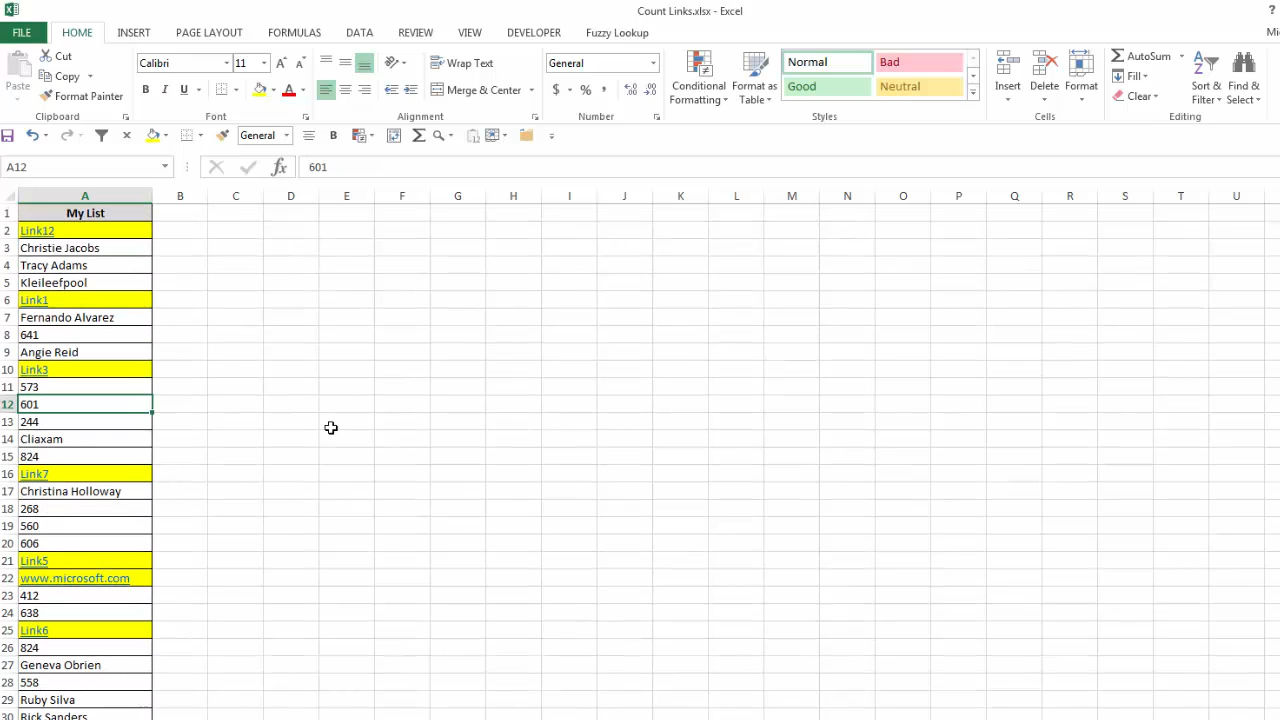 Count Links.xlsx - Excel
?
FILE HOME INSERT PAGE LAYOUT FORMULAS DATA REVIEW VIEW DEVELOPER Fuzzy Lookup
Paste
Cut
Copy
Format Painter
Clipboard
Calibri 11
B I U
Font
Wrap Text
Merge & Center
Alignment
General
$ % ,
Number
Conditional Formatting
Format as Table
Normal Bad
Good Neutral
Styles
Insert Delete Format
Cells
AutoSum
Fill
Clear
Sort & Filter
Find & Select
Editing
General
B
A12 fx 601
A B C D E F G H I J K L M N O P Q R S T U
1 My List
2 Link12
3 Christie Jacobs
4 Tracy Adams
5 Kleileefpool
6 Link1
7 Fernando Alvarez
8 641
9 Angie Reid
10 Link3
11 573
12 601
13 244
14 Cliaxam
15 824
16 Link7
17 Christina Holloway
18 268
19 560
20 606
21 Link5
22 www.microsoft.com
23 412
24 638
25 Link6
26 824
27 Geneva Obrien
28 558
29 Ruby Silva
30 Rick Sanders